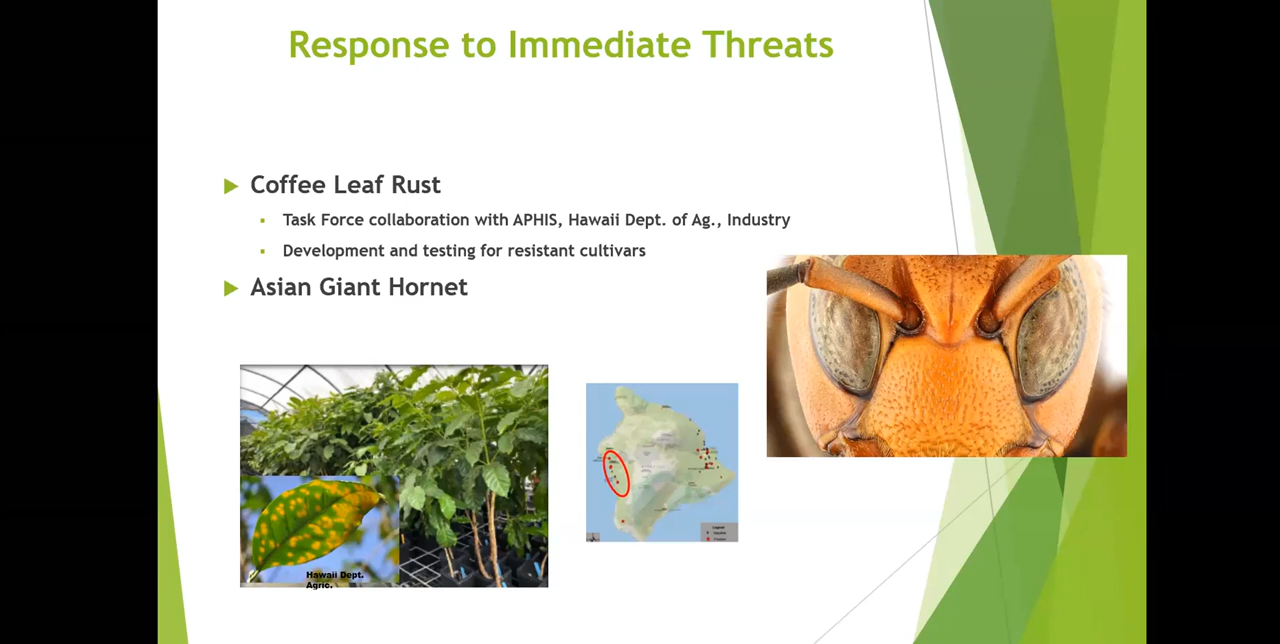 Response to Immediate Threats
Coffee Leaf Rust
Task Force collaboration with APHIS, Hawaii Dept. of Ag., Industry
Development and testing for resistant cultivars
Asian Giant Hornet
Hawaii Dept.
Agric.